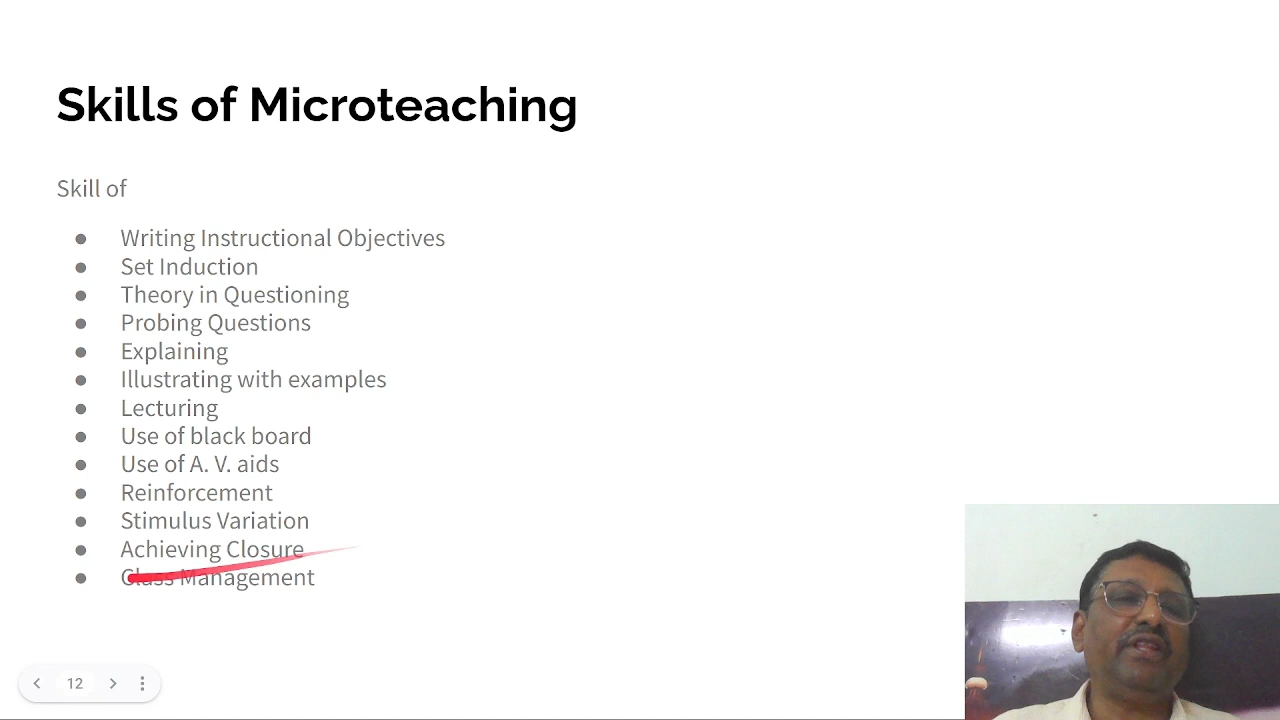 Skills of Microteaching
Skill of
● Writing Instructional Objectives
● Set Induction
● Theory in Questioning
● Probing Questions
● Explaining
● Illustrating with examples
● Lecturing
● Use of black board
● Use of A. V. aids
● Reinforcement
● Stimulus Variation
● Achieving Closure
● Class Management
12